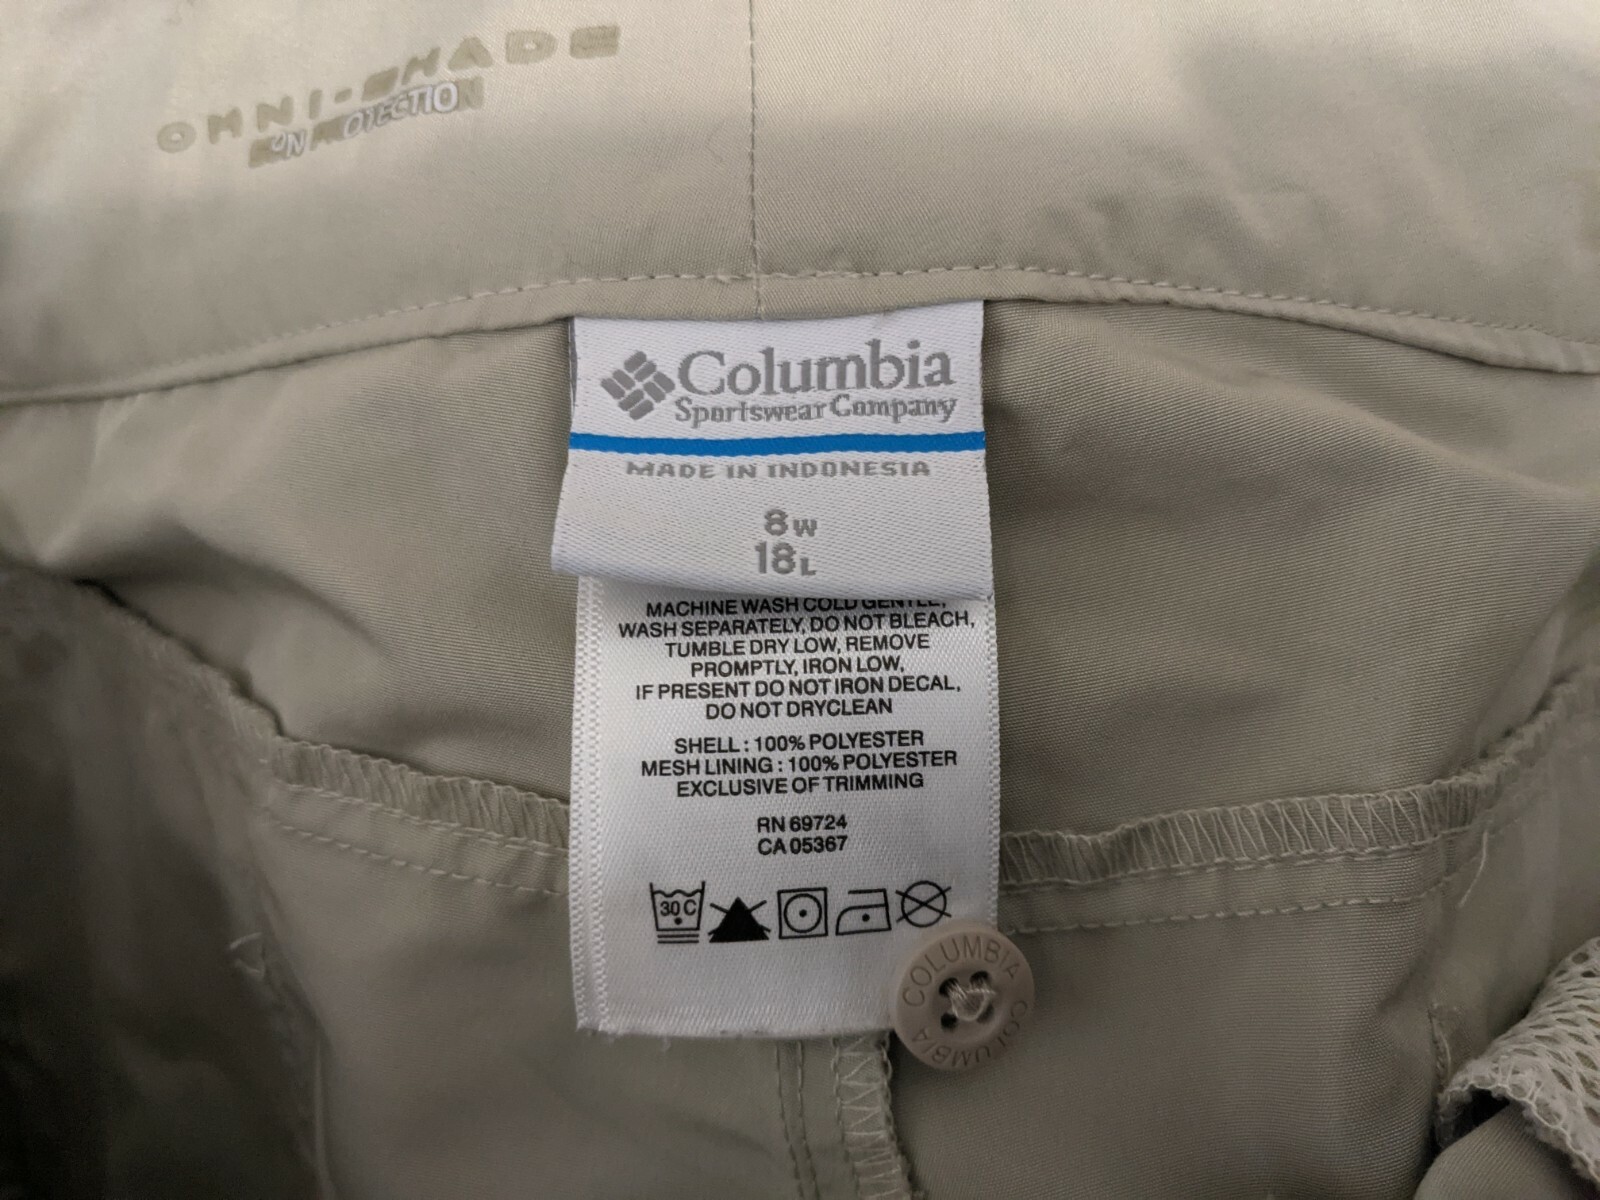 OMNI-SHADE
SUN PROTECTION
Columbia
Sportswear Company
MADE IN INDONESIA
8W
18L
MACHINE WASH COLD GENTLE,
WASH SEPARATELY, DO NOT BLEACH,
TUMBLE DRY LOW, REMOVE
PROMPTLY, IRON LOW,
IF PRESENT DO NOT IRON DECAL,
DO NOT DRYCLEAN
SHELL : 100% POLYESTER
MESH LINING : 100% POLYESTER
EXCLUSIVE OF TRIMMING
RN 69724
CA 05367
30 C
COLUMBIA
COLUMBIA